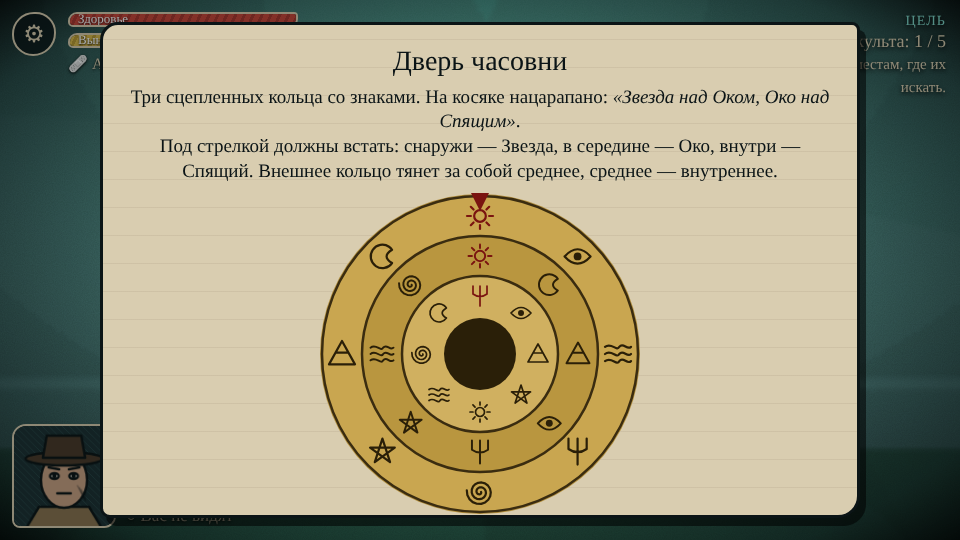 Здоровье
ЦЕЛЬ
культа: 1 / 5
местам, где их
искать.
Дверь часовни
Три сцепленных кольца со знаками. На косяке нацарапано: «Звезда над Оком, Око над
Спящим».
Под стрелкой должны встать: снаружи — Звезда, в середине — Око, внутри —
Спящий. Внешнее кольцо тянет за собой среднее, среднее — внутреннее.
Вас не видят